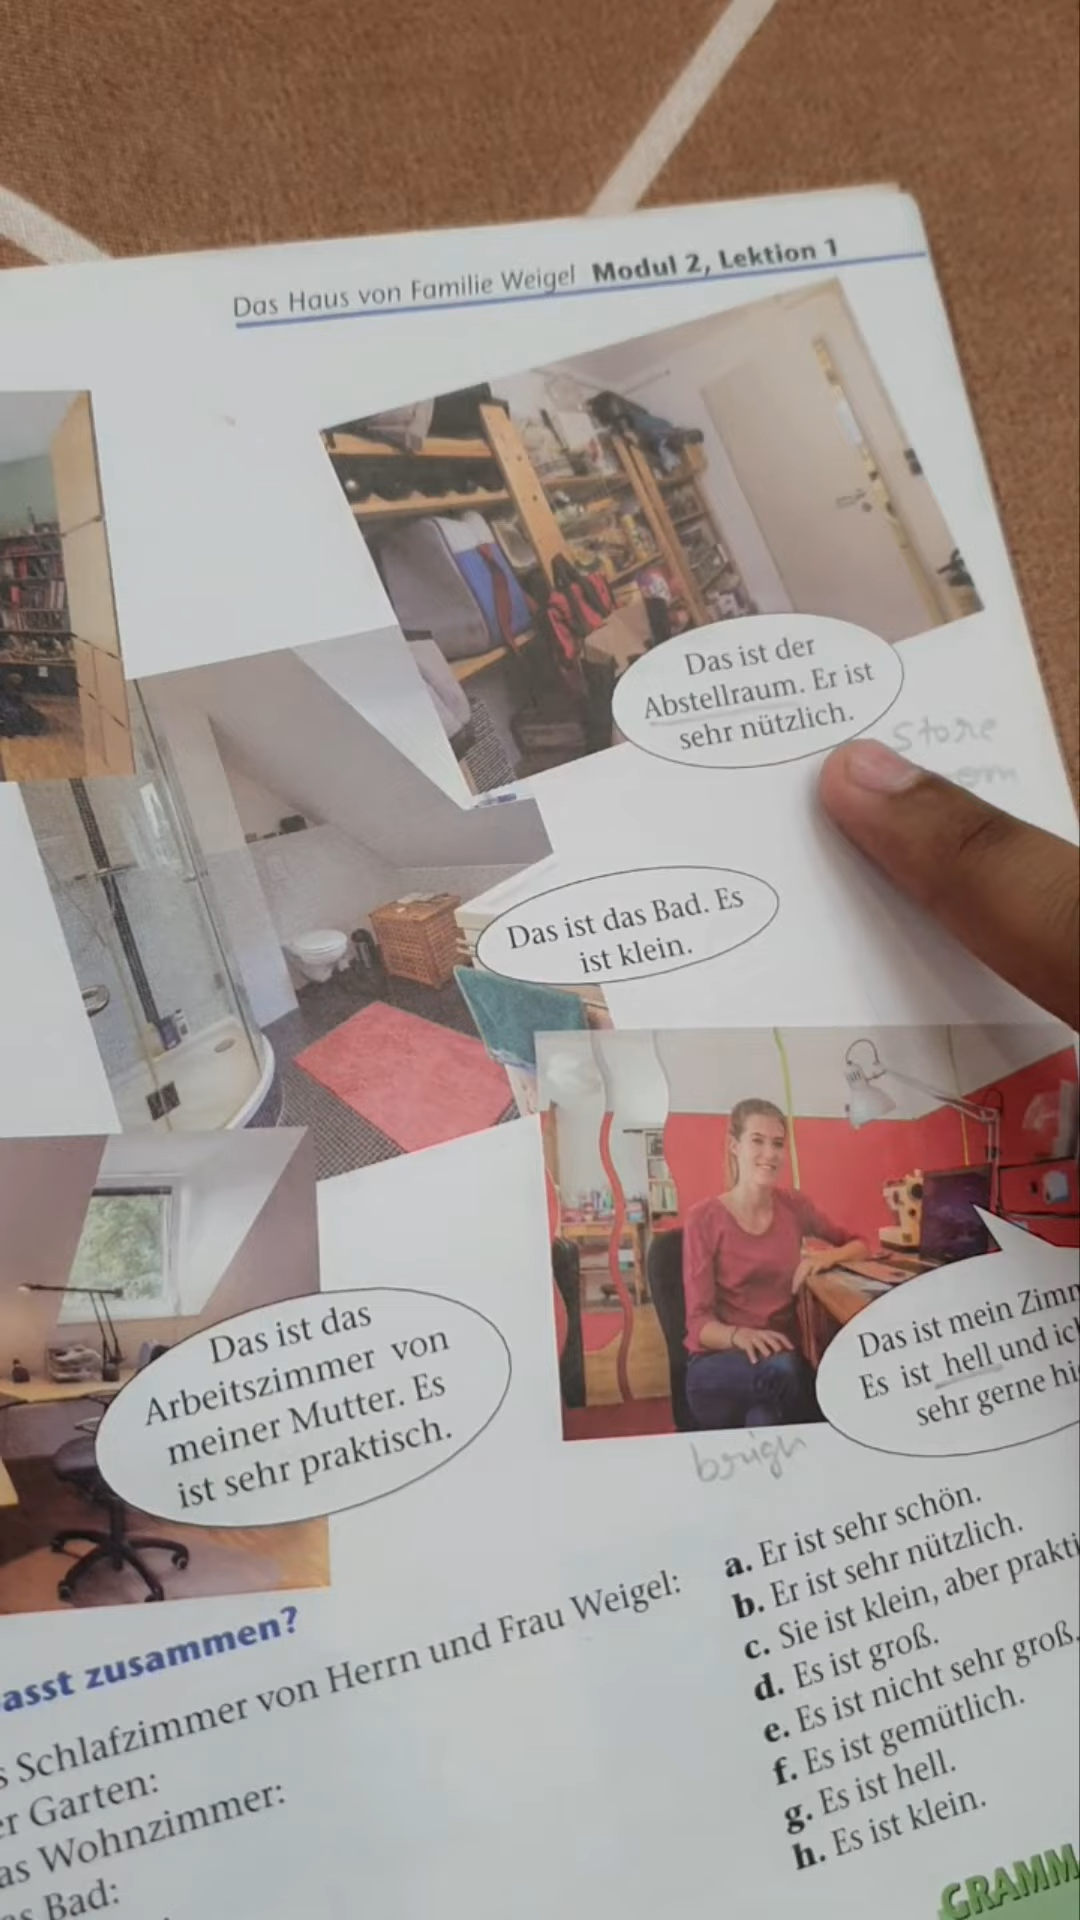 Das Haus von Familie Weigel Modul 2, Lektion 1
Das ist der
Abstellraum. Er ist
sehr nützlich.
store
Das ist das Bad. Es
ist klein.
Das ist das
Arbeitszimmer von
meiner Mutter. Es
ist sehr praktisch.
Das ist mein
Es ist hell und
sehr gerne
zusammen?
Schlafzimmer von Herrn und Frau Weigel:
Garten:
Wohnzimmer:
Bad:
a. Er ist sehr schön.
b. Er ist sehr nützlich.
c. Sie ist klein, aber
d. Es ist groß.
e. Es ist nicht sehr groß.
f. Es ist gemütlich.
g. Es ist hell.
h. Es ist klein.